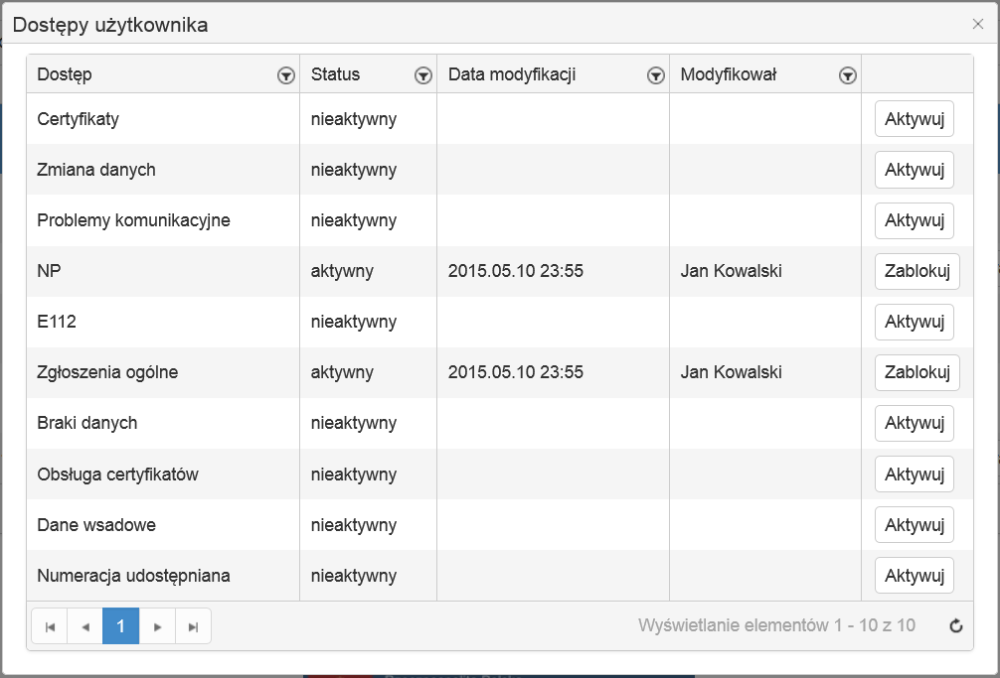 Dostępy użytkownika
Dostęp Status Data modyfikacji Modyfikował
Certyfikaty nieaktywny Aktywuj
Zmiana danych nieaktywny Aktywuj
Problemy komunikacyjne nieaktywny Aktywuj
NP aktywny 2015.05.10 23:55 Jan Kowalski Zablokuj
E112 nieaktywny Aktywuj
Zgłoszenia ogólne aktywny 2015.05.10 23:55 Jan Kowalski Zablokuj
Braki danych nieaktywny Aktywuj
Obsługa certyfikatów nieaktywny Aktywuj
Dane wsadowe nieaktywny Aktywuj
Numeracja udostępniana nieaktywny Aktywuj
1 Wyświetlanie elementów 1 - 10 z 10